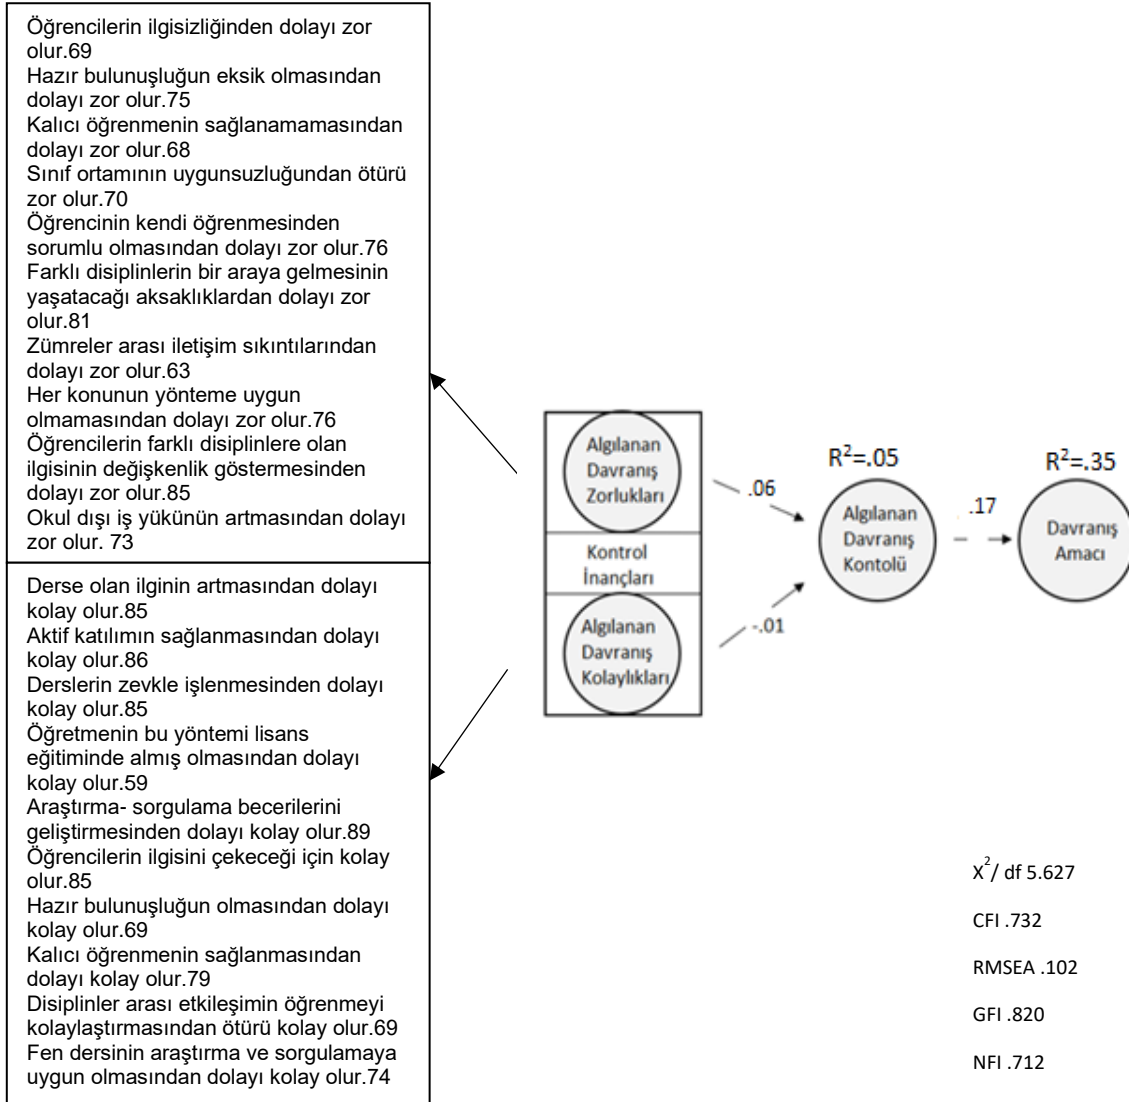 Öğrencilerin ilgisizliğinden dolayı zor
olur.69
Hazır bulunuşluğun eksik olmasından
dolayı zor olur.75
Kalıcı öğrenmenin sağlanamamasından
dolayı zor olur.68
Sınıf ortamının uygunsuzluğundan ötürü
zor olur.70
Öğrencinin kendi öğrenmesinden
sorumlu olmasından dolayı zor olur.76
Farklı disiplinlerin bir araya gelmesinin
yaşatacağı aksaklıklardan dolayı zor
olur.81
Zümreler arası iletişim sıkıntılarından
dolayı zor olur.63
Her konunun yönteme uygun
olmamasından dolayı zor olur.76
Öğrencilerin farklı disiplinlere olan
ilgisinin değişkenlik göstermesinden
dolayı zor olur.85
Okul dışı iş yükünün artmasından dolayı
zor olur. 73
Derse olan ilginin artmasından dolayı
kolay olur.85
Aktif katılımın sağlanmasından dolayı
kolay olur.86
Derslerin zevkle işlenmesinden dolayı
kolay olur.85
Öğretmenin bu yöntemi lisans
eğitiminde almış olmasından dolayı
kolay olur.59
Araştırma- sorgulama becerilerini
geliştirmesinden dolayı kolay olur.89
Öğrencilerin ilgisini çekeceği için kolay
olur.85
Hazır bulunuşluğun olmasından dolayı
kolay olur.69
Kalıcı öğrenmenin sağlanmasından
dolayı kolay olur.79
Disiplinler arası etkileşimin öğrenmeyi
kolaylaştırmasından ötürü kolay olur.69
Fen dersinin araştırma ve sorgulamaya
uygun olmasından dolayı kolay olur.74
Algılanan
Davranış
Zorlukları
Kontrol
İnançları
Algılanan
Davranış
Kolaylıkları
.06
-.01
R²=.05
Algılanan
Davranış
Kontolü
.17
R²=.35
Davranış
Amacı
X²/ df 5.627
CFI .732
RMSEA .102
GFI .820
NFI .712